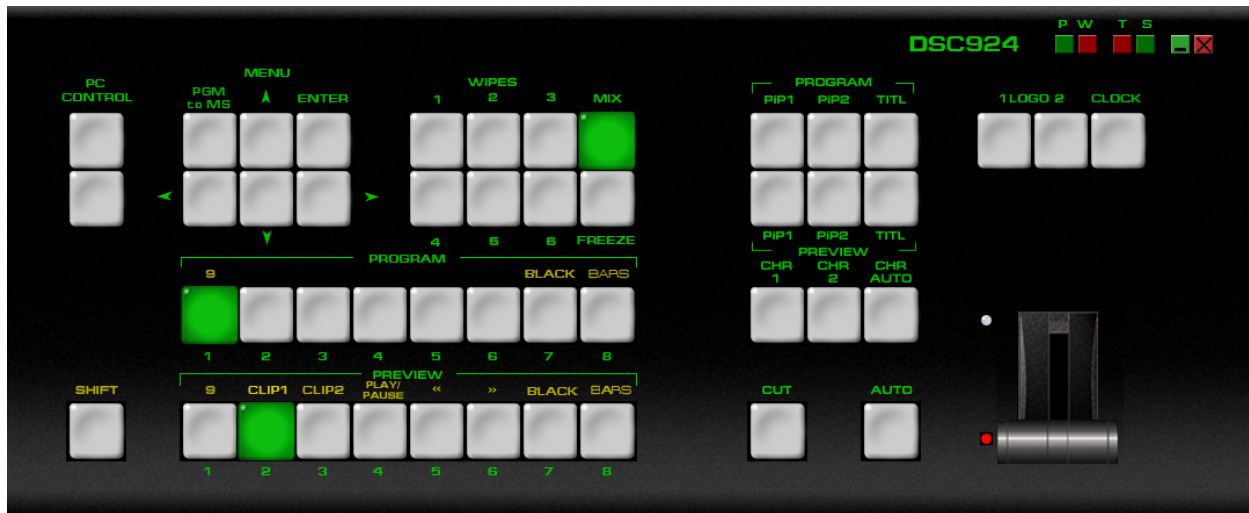 P W T S
DSC924
PC
CONTROL
PGM
to MS
MENU
ENTER
WIPES
1 2 3 MIX
PROGRAM
PiP1 PiP2 TITL
1 LOGO 2 CLOCK
4 5 6 FREEZE
PiP1 PiP2 TITL
PREVIEW
PROGRAM
9 BLACK BARS
CHR
1
CHR
2
CHR
AUTO
1 2 3 4 5 6 7 8
PREVIEW
SHIFT
9 CLIP1 CLIP2
PLAY/
PAUSE
« » BLACK BARS
CUT AUTO
1 2 3 4 5 6 7 8